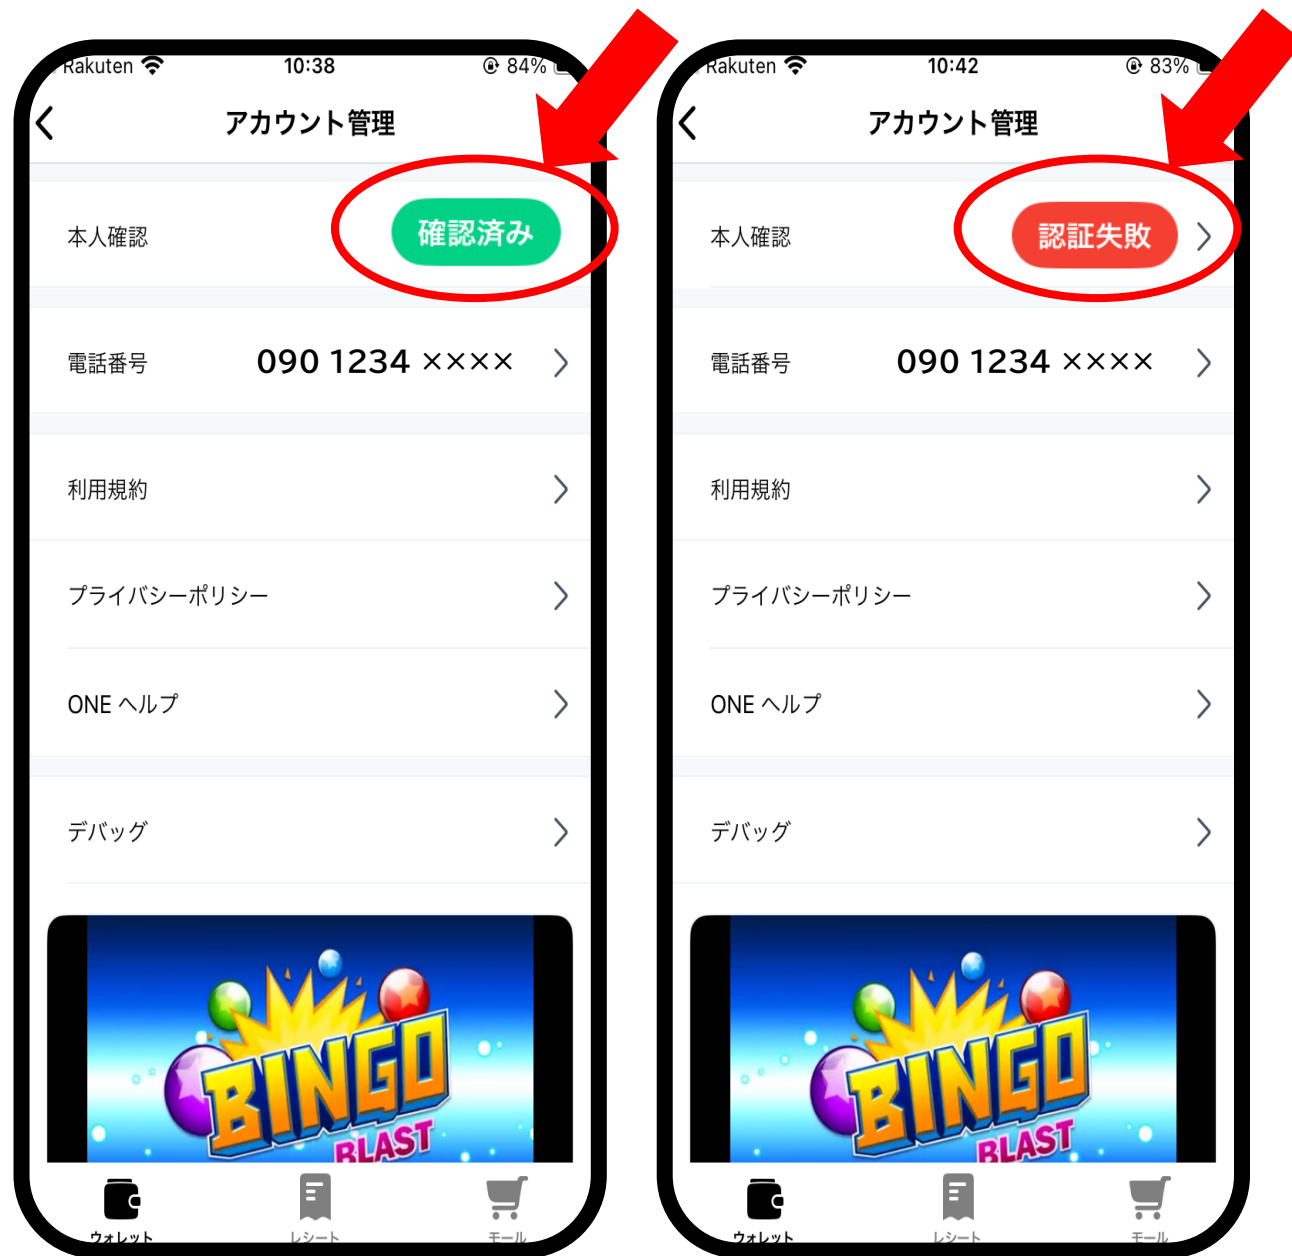 Rakuten 10:38 84%
アカウント管理
本人確認 確認済み
電話番号 090 1234 ××××
利用規約
プライバシーポリシー
ONE ヘルプ
デバッグ
BINGO
BLAST
ウォレット レシート モール
Rakuten 10:42 83%
アカウント管理
本人確認 認証失敗
電話番号 090 1234 ××××
利用規約
プライバシーポリシー
ONE ヘルプ
デバッグ
BINGO
BLAST
ウォレット レシート モール